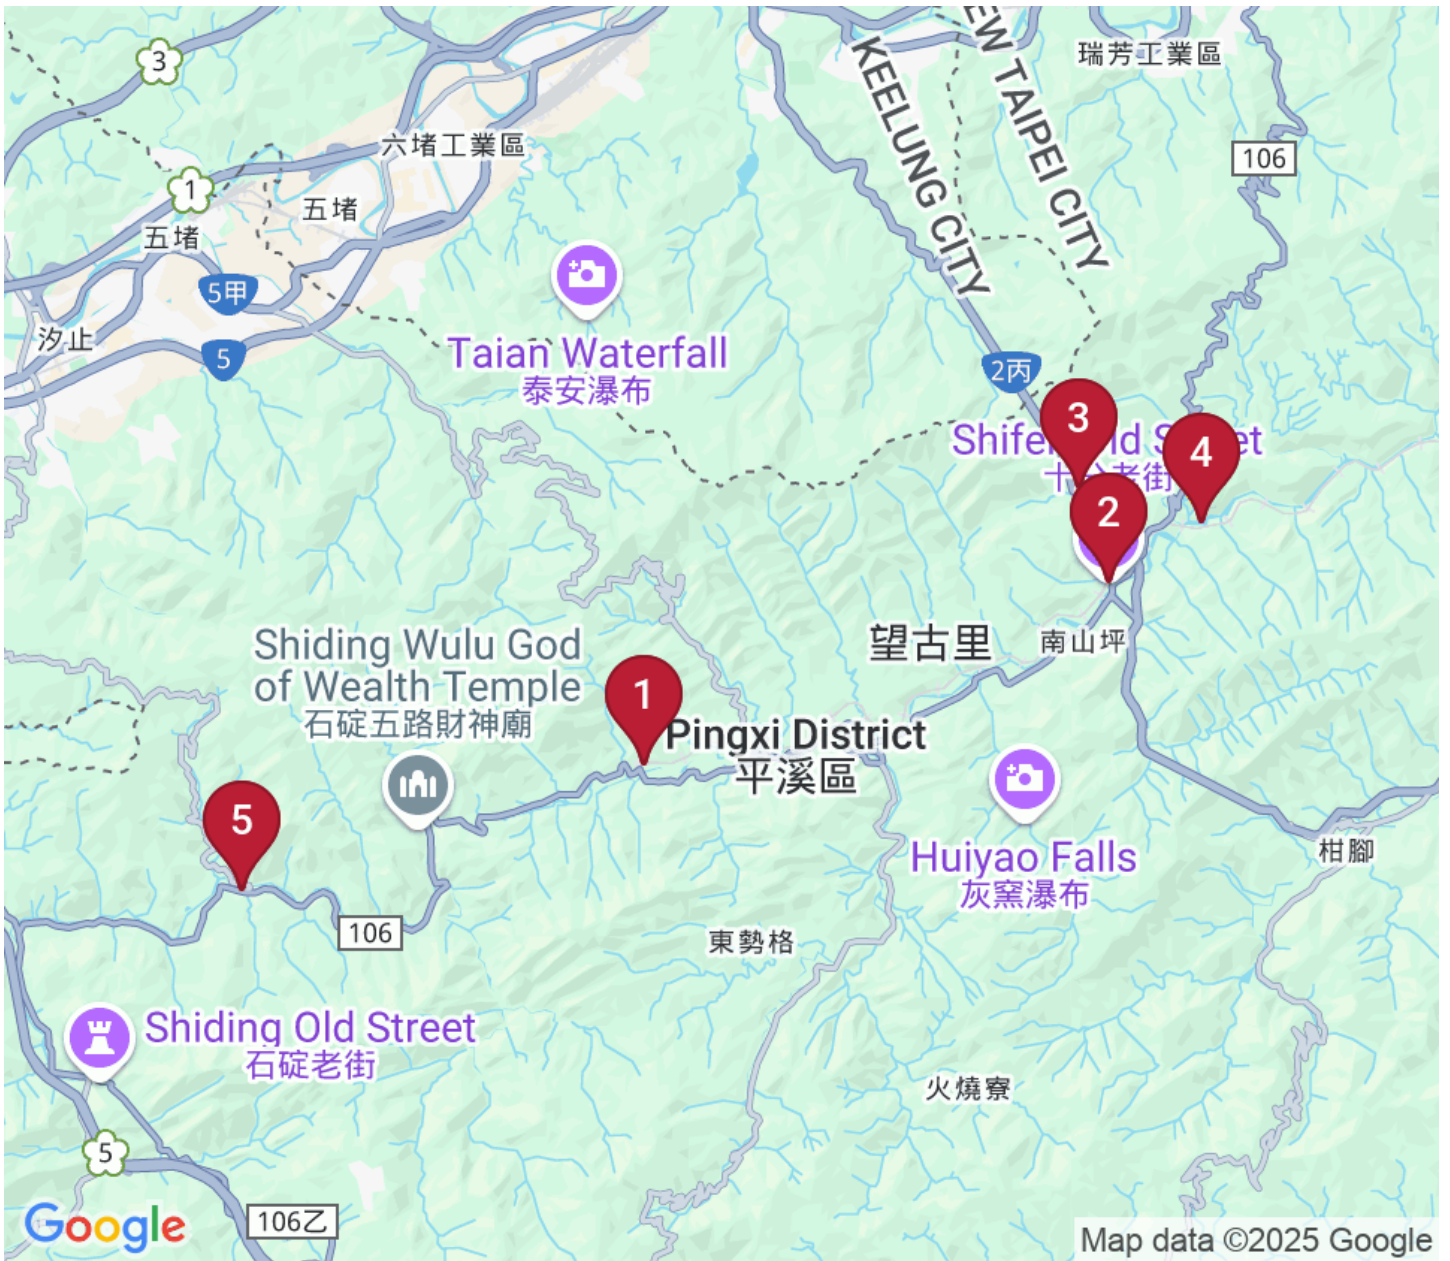 3
KEELUNG CITY
EW TAIPEI CITY
瑞芳工業區
六堵工業區
106
1
五堵
五堵
5甲
汐止
5
Taian Waterfall
泰安瀑布
2丙
3
4
2
Shiding Wulu God
of Wealth Temple
石碇五路財神廟
望古里
南山坪
1
Pingxi District
平溪區
5
Huiyao Falls
灰窯瀑布
柑腳
106
東勢格
Shiding Old Street
石碇老街
火燒寮
5
106乙
Google
Map data ©2025 Google